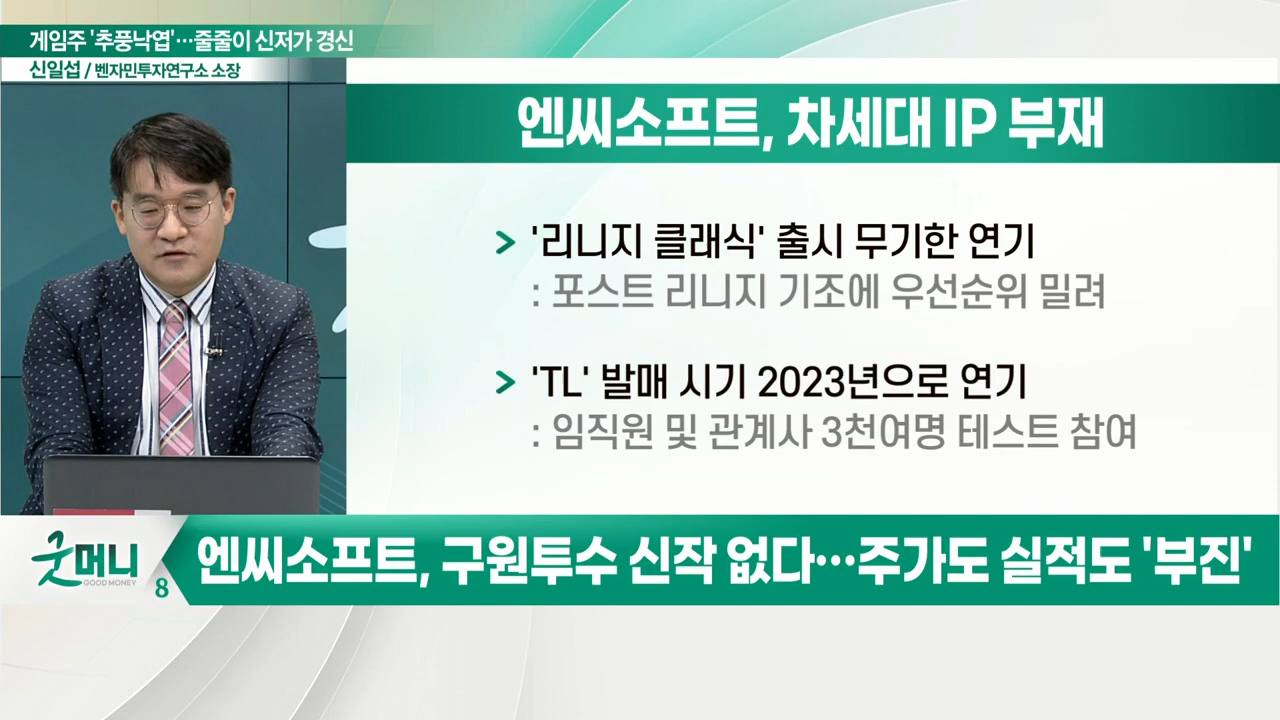 게임주 '추풍낙엽'…줄줄이 신저가 경신
신일섭 / 벤자민투자연구소 소장
엔씨소프트, 차세대 IP 부재
> '리니지 클래식' 출시 무기한 연기
: 포스트 리니지 기조에 우선순위 밀려
> 'TL' 발매 시기 2023년으로 연기
: 임직원 및 관계사 3천여명 테스트 참여
굿머니
GOOD MONEY
8
엔씨소프트, 구원투수 신작 없다…주가도 실적도 '부진'